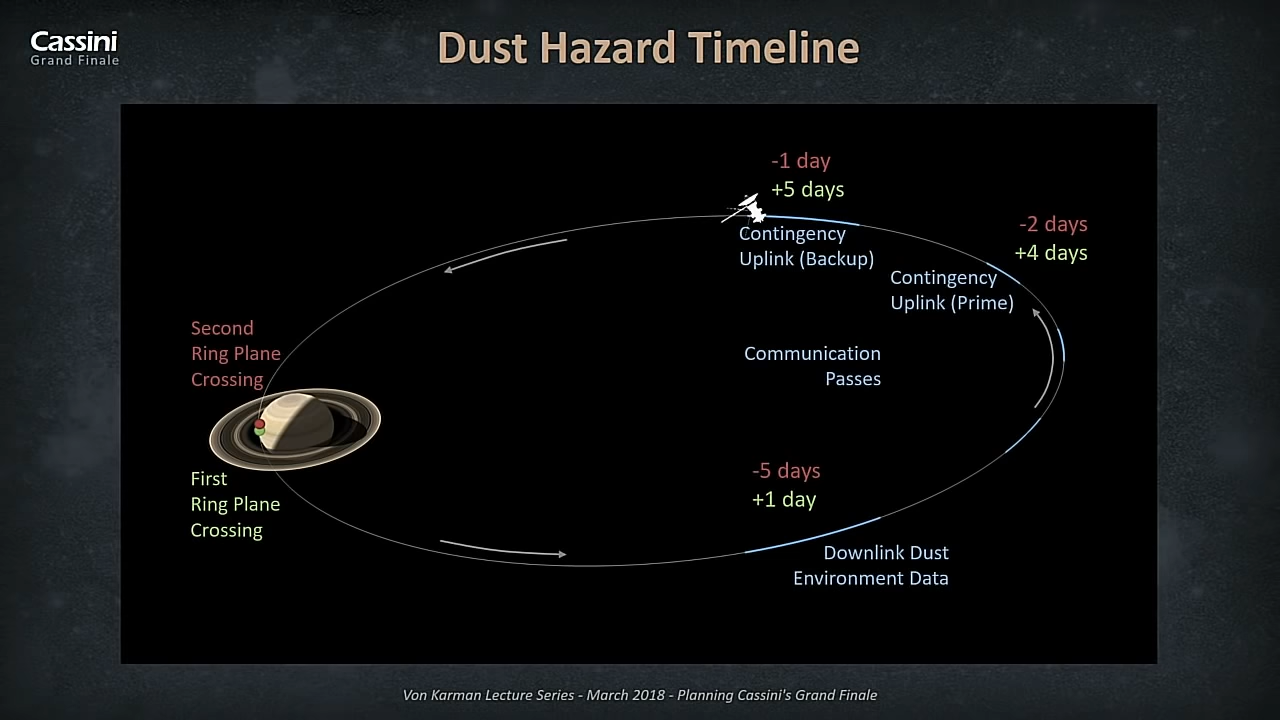 Cassini
Grand Finale
Dust Hazard Timeline
-1 day
+5 days
Contingency
Uplink (Backup)
-2 days
+4 days
Contingency
Uplink (Prime)
Communication
Passes
Second
Ring Plane
Crossing
First
Ring Plane
Crossing
-5 days
+1 day
Downlink Dust
Environment Data
Von Karman Lecture Series - March 2018 - Planning Cassini's Grand Finale